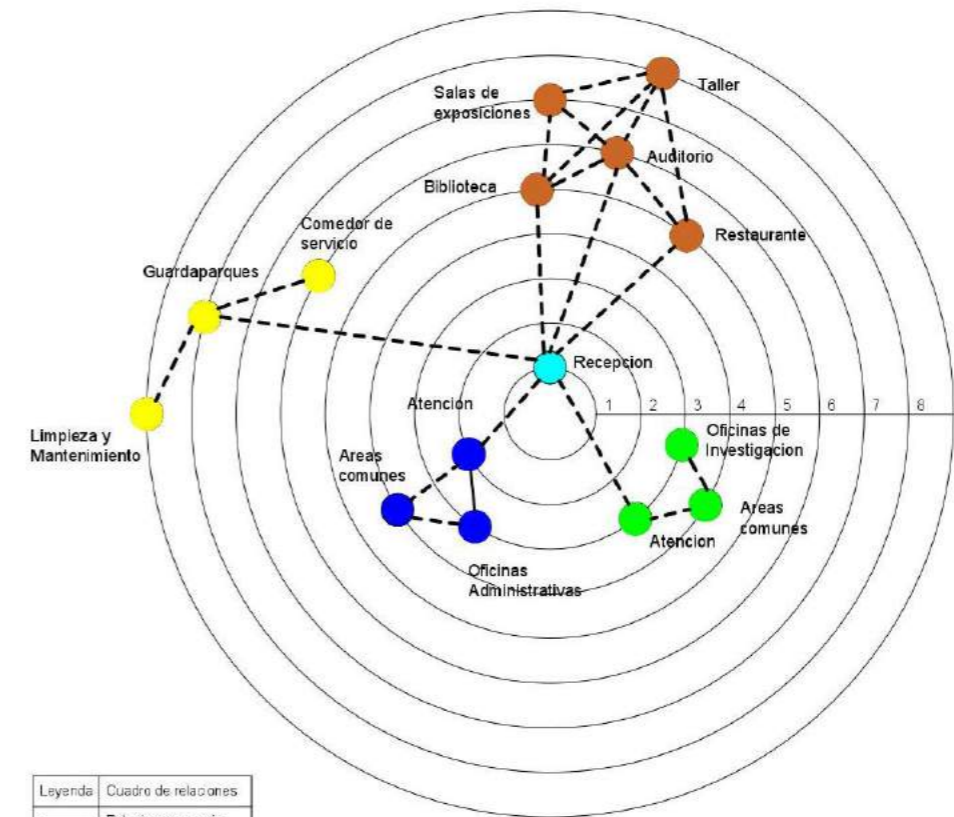 Taller
Salas de
exposiciones
Auditorio
Biblioteca
Comedor de
servicio
Restaurante
Guardaparques
Recepcion
Atencion
1 2 3 4 5 6 7 8
Limpieza y
Mantenimiento
Oficinas de
Investigacion
Areas
comunes
Areas
comunes
Atencion
Oficinas
Administrativas
Leyenda Cuadro de relaciones